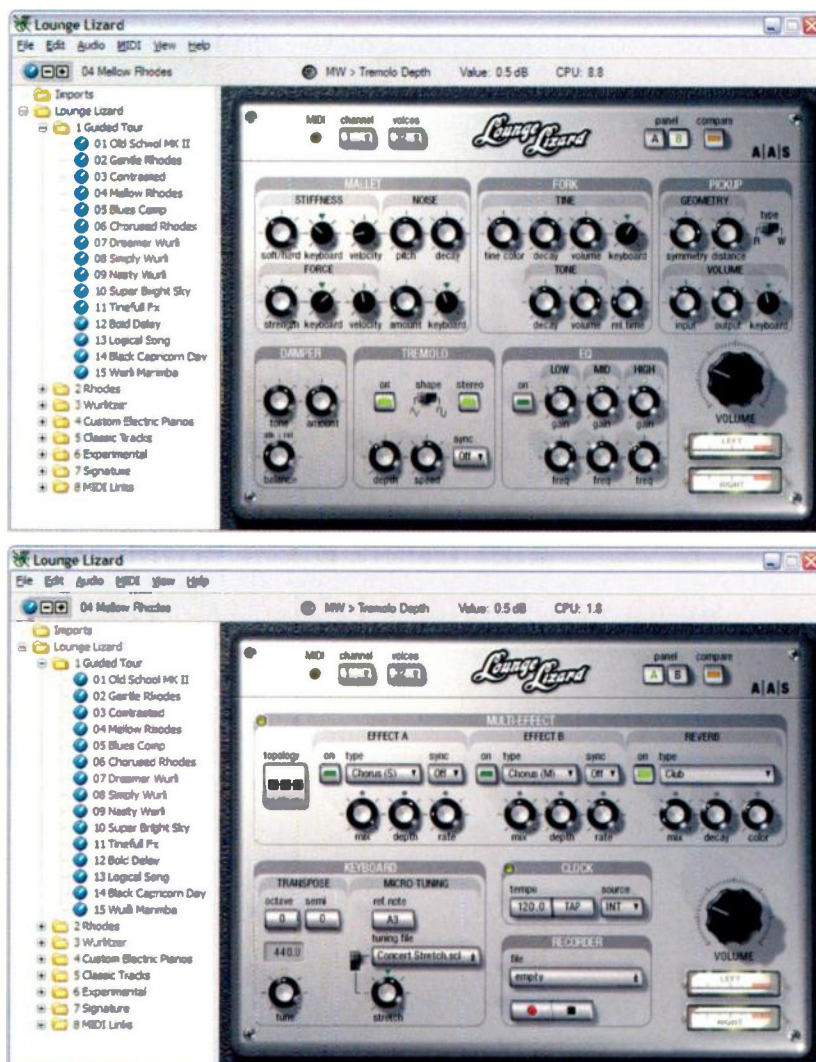 Lounge Lizard
File Edit Audio MIDI View Help
04 Mellow Rhodes MW > Tremolo Depth Value: 0.5 dB CPU: 8.8
Imports
Lounge Lizard
1 Guided Tour
01 Old School MK II
02 Gentle Rhodes
03 Contrasted
04 Mellow Rhodes
05 Blues Comp
06 Chorused Rhodes
07 Dreamer Wurli
08 Simply Wurli
09 Nasty Wurli
10 Super Bright Sky
11 Tinefull Fx
12 Bold Delay
13 Logical Song
14 Black Capricorn Day
15 Wurli Marimba
2 Rhodes
3 Wurlitzer
4 Custom Electric Pianos
5 Classic Tracks
6 Experimental
7 Signature
8 MIDI Links
MIDI channel voices
Lounge Lizard
panel compare
A B
A|A|S
MALLET FORK PICKUP
STIFFNESS NOISE TINE GEOMETRY type
R W
soft/hard keyboard velocity pitch decay tine color decay volume keyboard symmetry distance
FORCE TONE VOLUME
strength keyboard velocity amount keyboard decay volume rel. time input output keyboard
DAMPER TREMOLO EQ
on shape stereo on LOW MID HIGH
tone amount gain gain gain
VOLUME
sync
Off
balance depth speed freq freq freq
LEFT
RIGHT
Lounge Lizard
File Edit Audio MIDI View Help
04 Mellow Rhodes MW > Tremolo Depth Value: 0.5 dB CPU: 1.8
Imports
Lounge Lizard
1 Guided Tour
01 Old School MK II
02 Gentle Rhodes
03 Contrasted
04 Mellow Rhodes
05 Blues Comp
06 Chorused Rhodes
07 Dreamer Wurli
08 Simply Wurli
09 Nasty Wurli
10 Super Bright Sky
11 Tinefull Fx
12 Bold Delay
13 Logical Song
14 Black Capricorn Day
15 Wurli Marimba
2 Rhodes
3 Wurlitzer
4 Custom Electric Pianos
5 Classic Tracks
6 Experimental
7 Signature
8 MIDI Links
MIDI channel voices
Lounge Lizard
panel compare
A B
A|A|S
MULTI-EFFECT
EFFECT A EFFECT B REVERB
topology on type sync on type sync on type
Chorus (S) Off Chorus (M) Off Club
mix depth rate mix depth rate mix decay color
KEYBOARD CLOCK
TRANSPOSE MICRO-TUNING
octave semi ref. note tempo source
0 0 A3 120.0 TAP INT
tuning file
440.0 Concert Stretch.scl
RECORDER
file
empty
VOLUME
tune stretch
LEFT
RIGHT